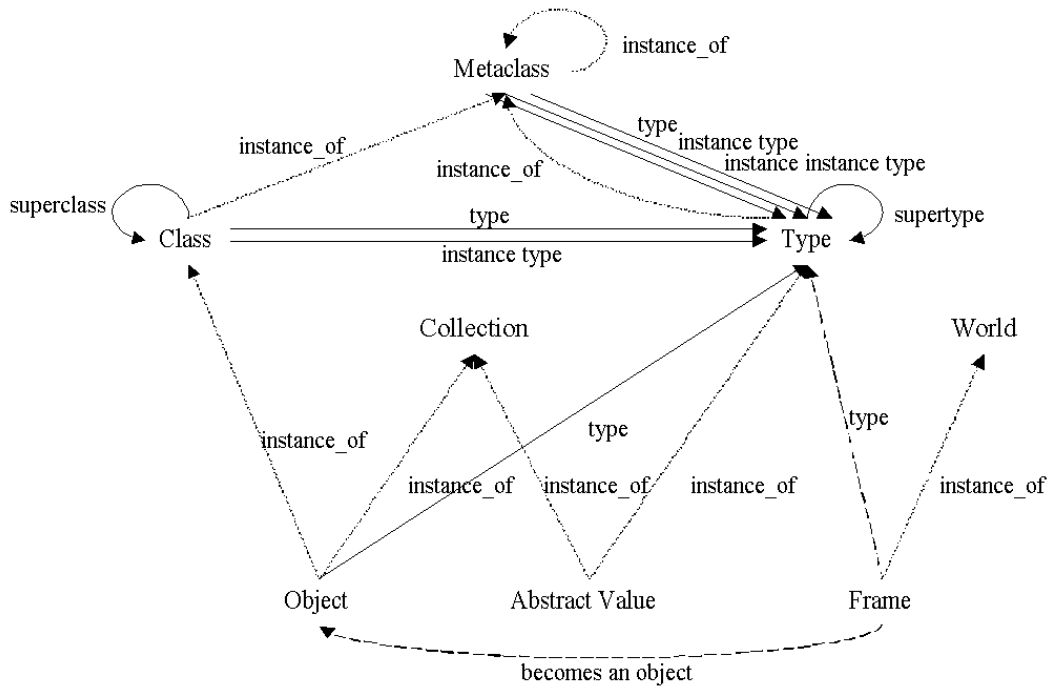 instance_of
Metaclass
type
instance type
instance_of
instance instance type
instance_of
superclass
type
supertype
Class
Type
instance type
Collection
World
type
type
instance_of
instance_of
instance_of
instance_of
instance_of
Object
Abstract Value
Frame
becomes an object